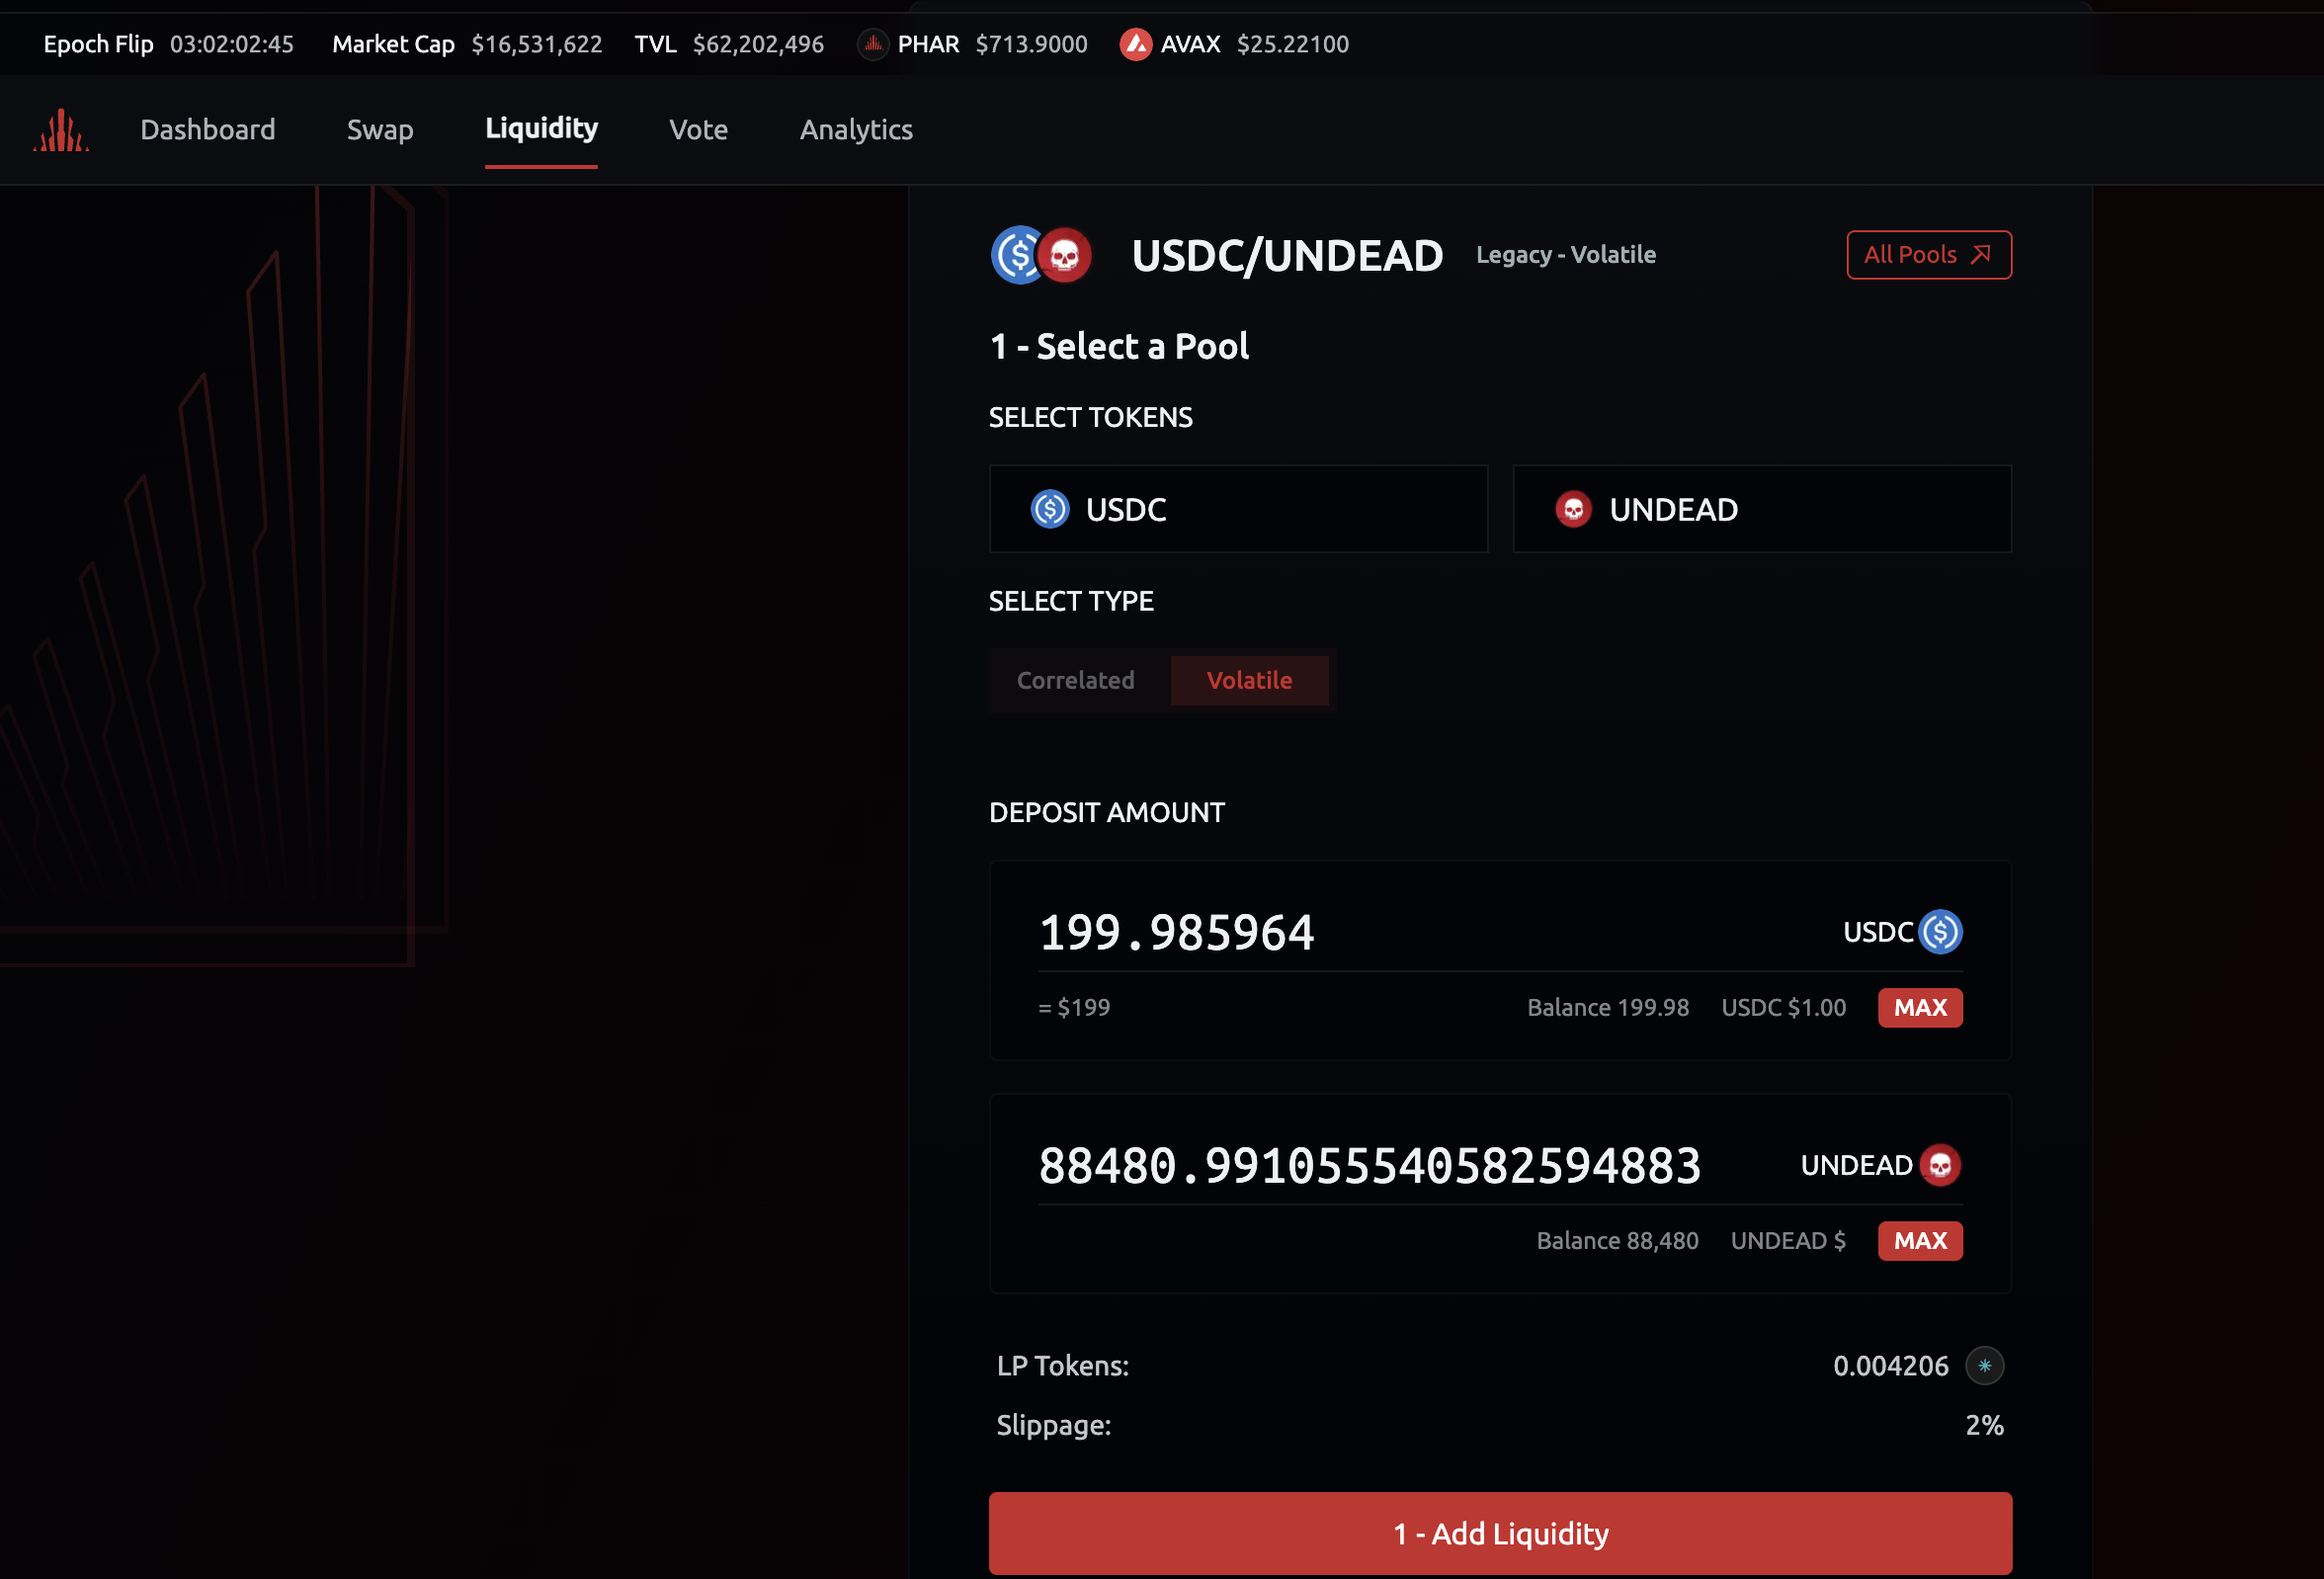 Epoch Flip 03:02:02:45 Market Cap $16,531,622 TVL $62,202,496 PHAR $713.9000 AVAX $25.22100
Dashboard Swap Liquidity Vote Analytics
USDC/UNDEAD Legacy - Volatile All Pools
1 - Select a Pool
SELECT TOKENS
USDC UNDEAD
SELECT TYPE
Correlated Volatile
DEPOSIT AMOUNT
199.985964 USDC
= $199 Balance 199.98 USDC $1.00 MAX
88480.991055540582594883 UNDEAD
Balance 88,480 UNDEAD $ MAX
LP Tokens: 0.004206
Slippage: 2%
1 - Add Liquidity